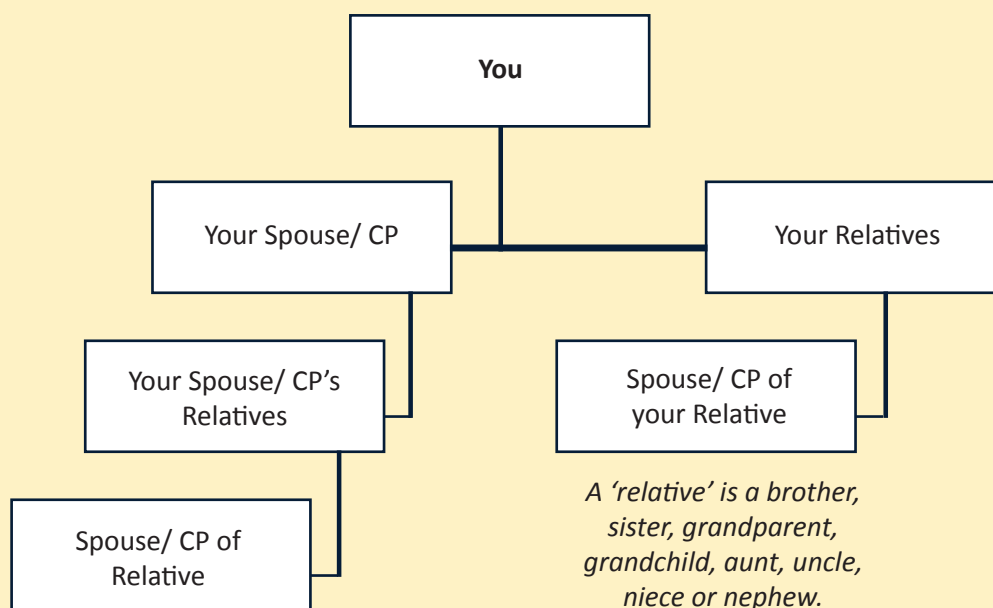 You
Your Spouse/ CP
Your Relatives
Your Spouse/ CP’s
Relatives
Spouse/ CP of
your Relative
Spouse/ CP of
Relative
A ‘relative’ is a brother,
sister, grandparent,
grandchild, aunt, uncle,
niece or nephew.